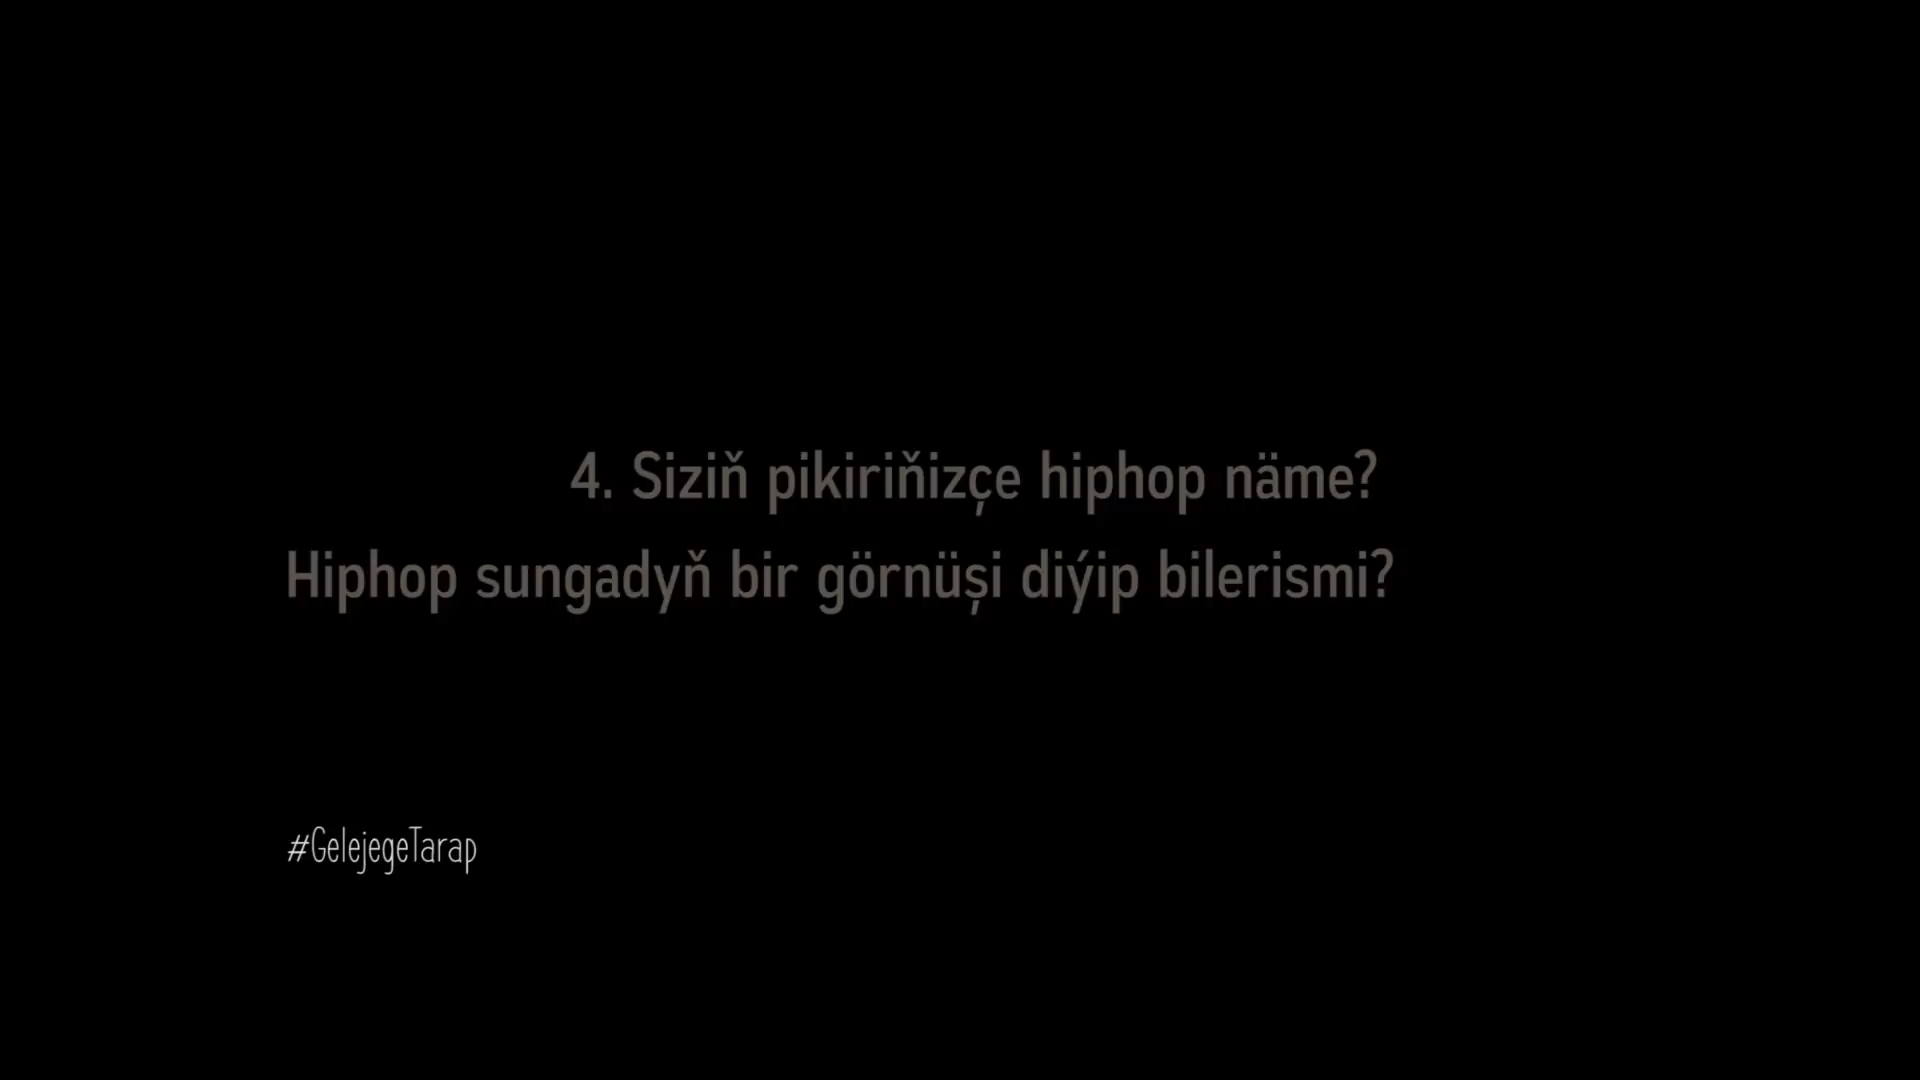 4. Siziň pikiriňizçe hiphop näme?
Hiphop sungadyň bir görnüşi diýip bilerismi?
#GelejegeTarap